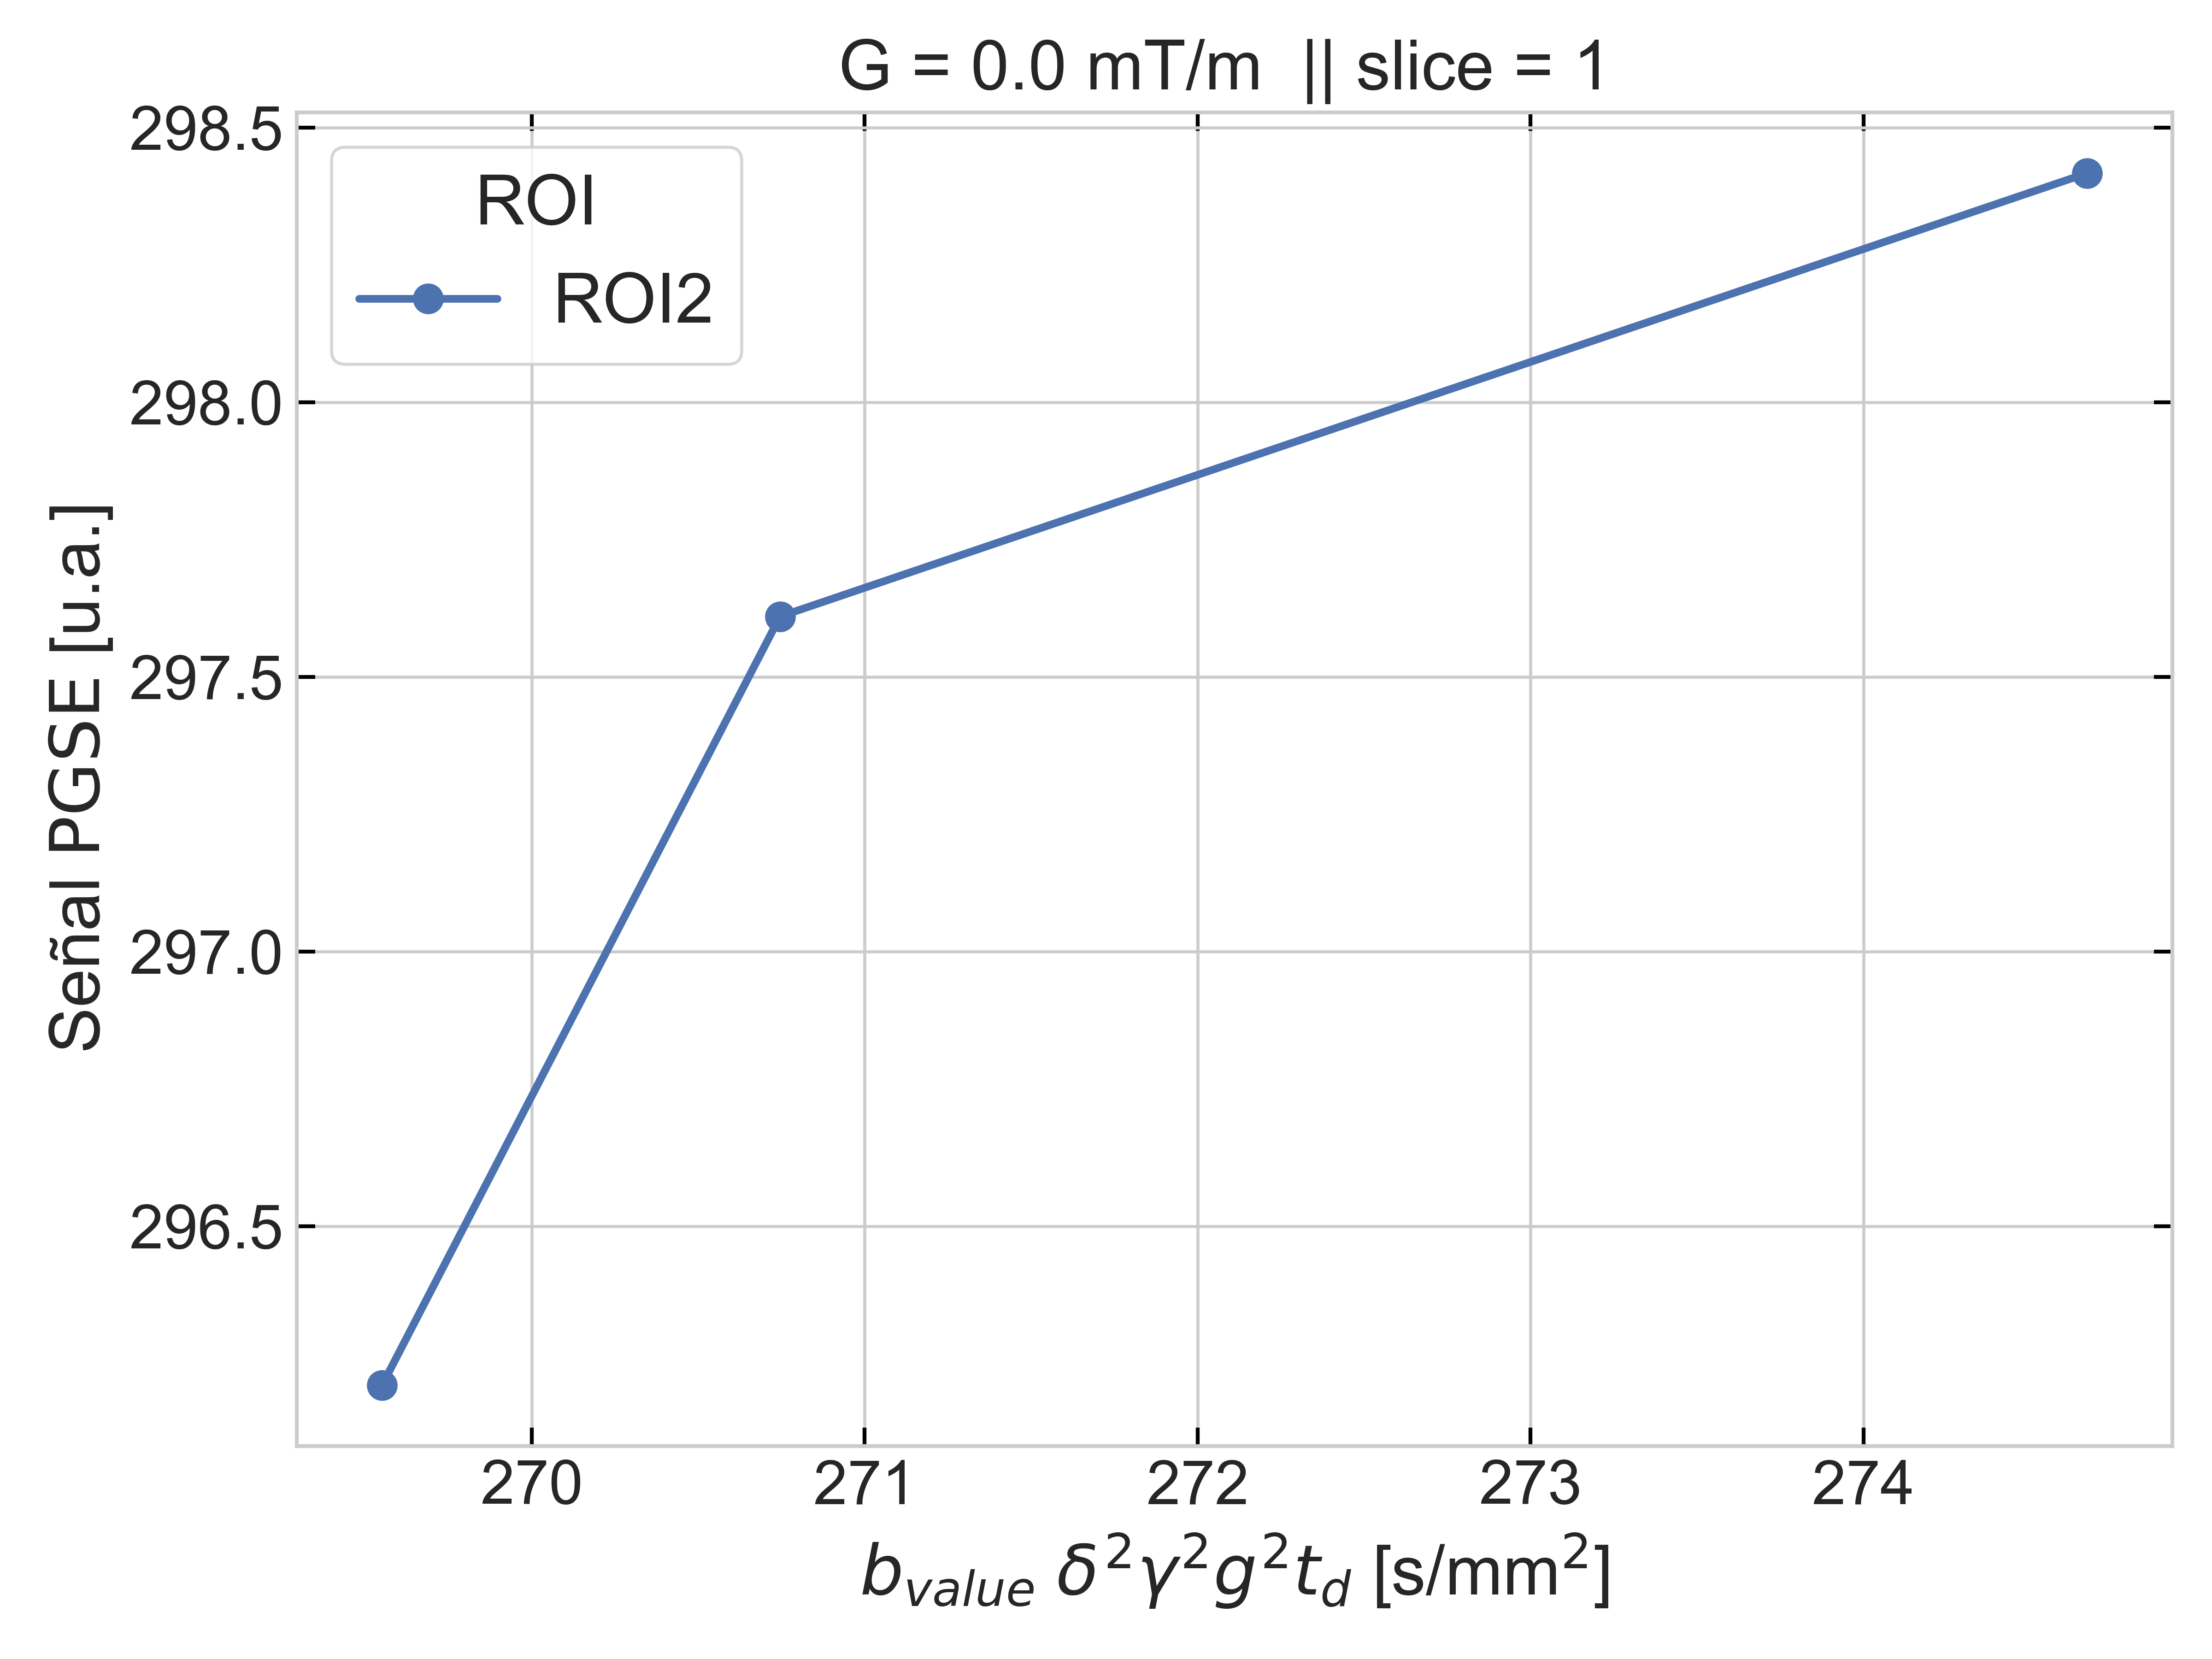 G = 0.0 mT/m || slice = 1
298.5
298.0
297.5
297.0
296.5
Señal PGSE [u.a.]
ROI
ROI2
270 271 272 273 274
b_value δ²γ²g²t_d [s/mm²]